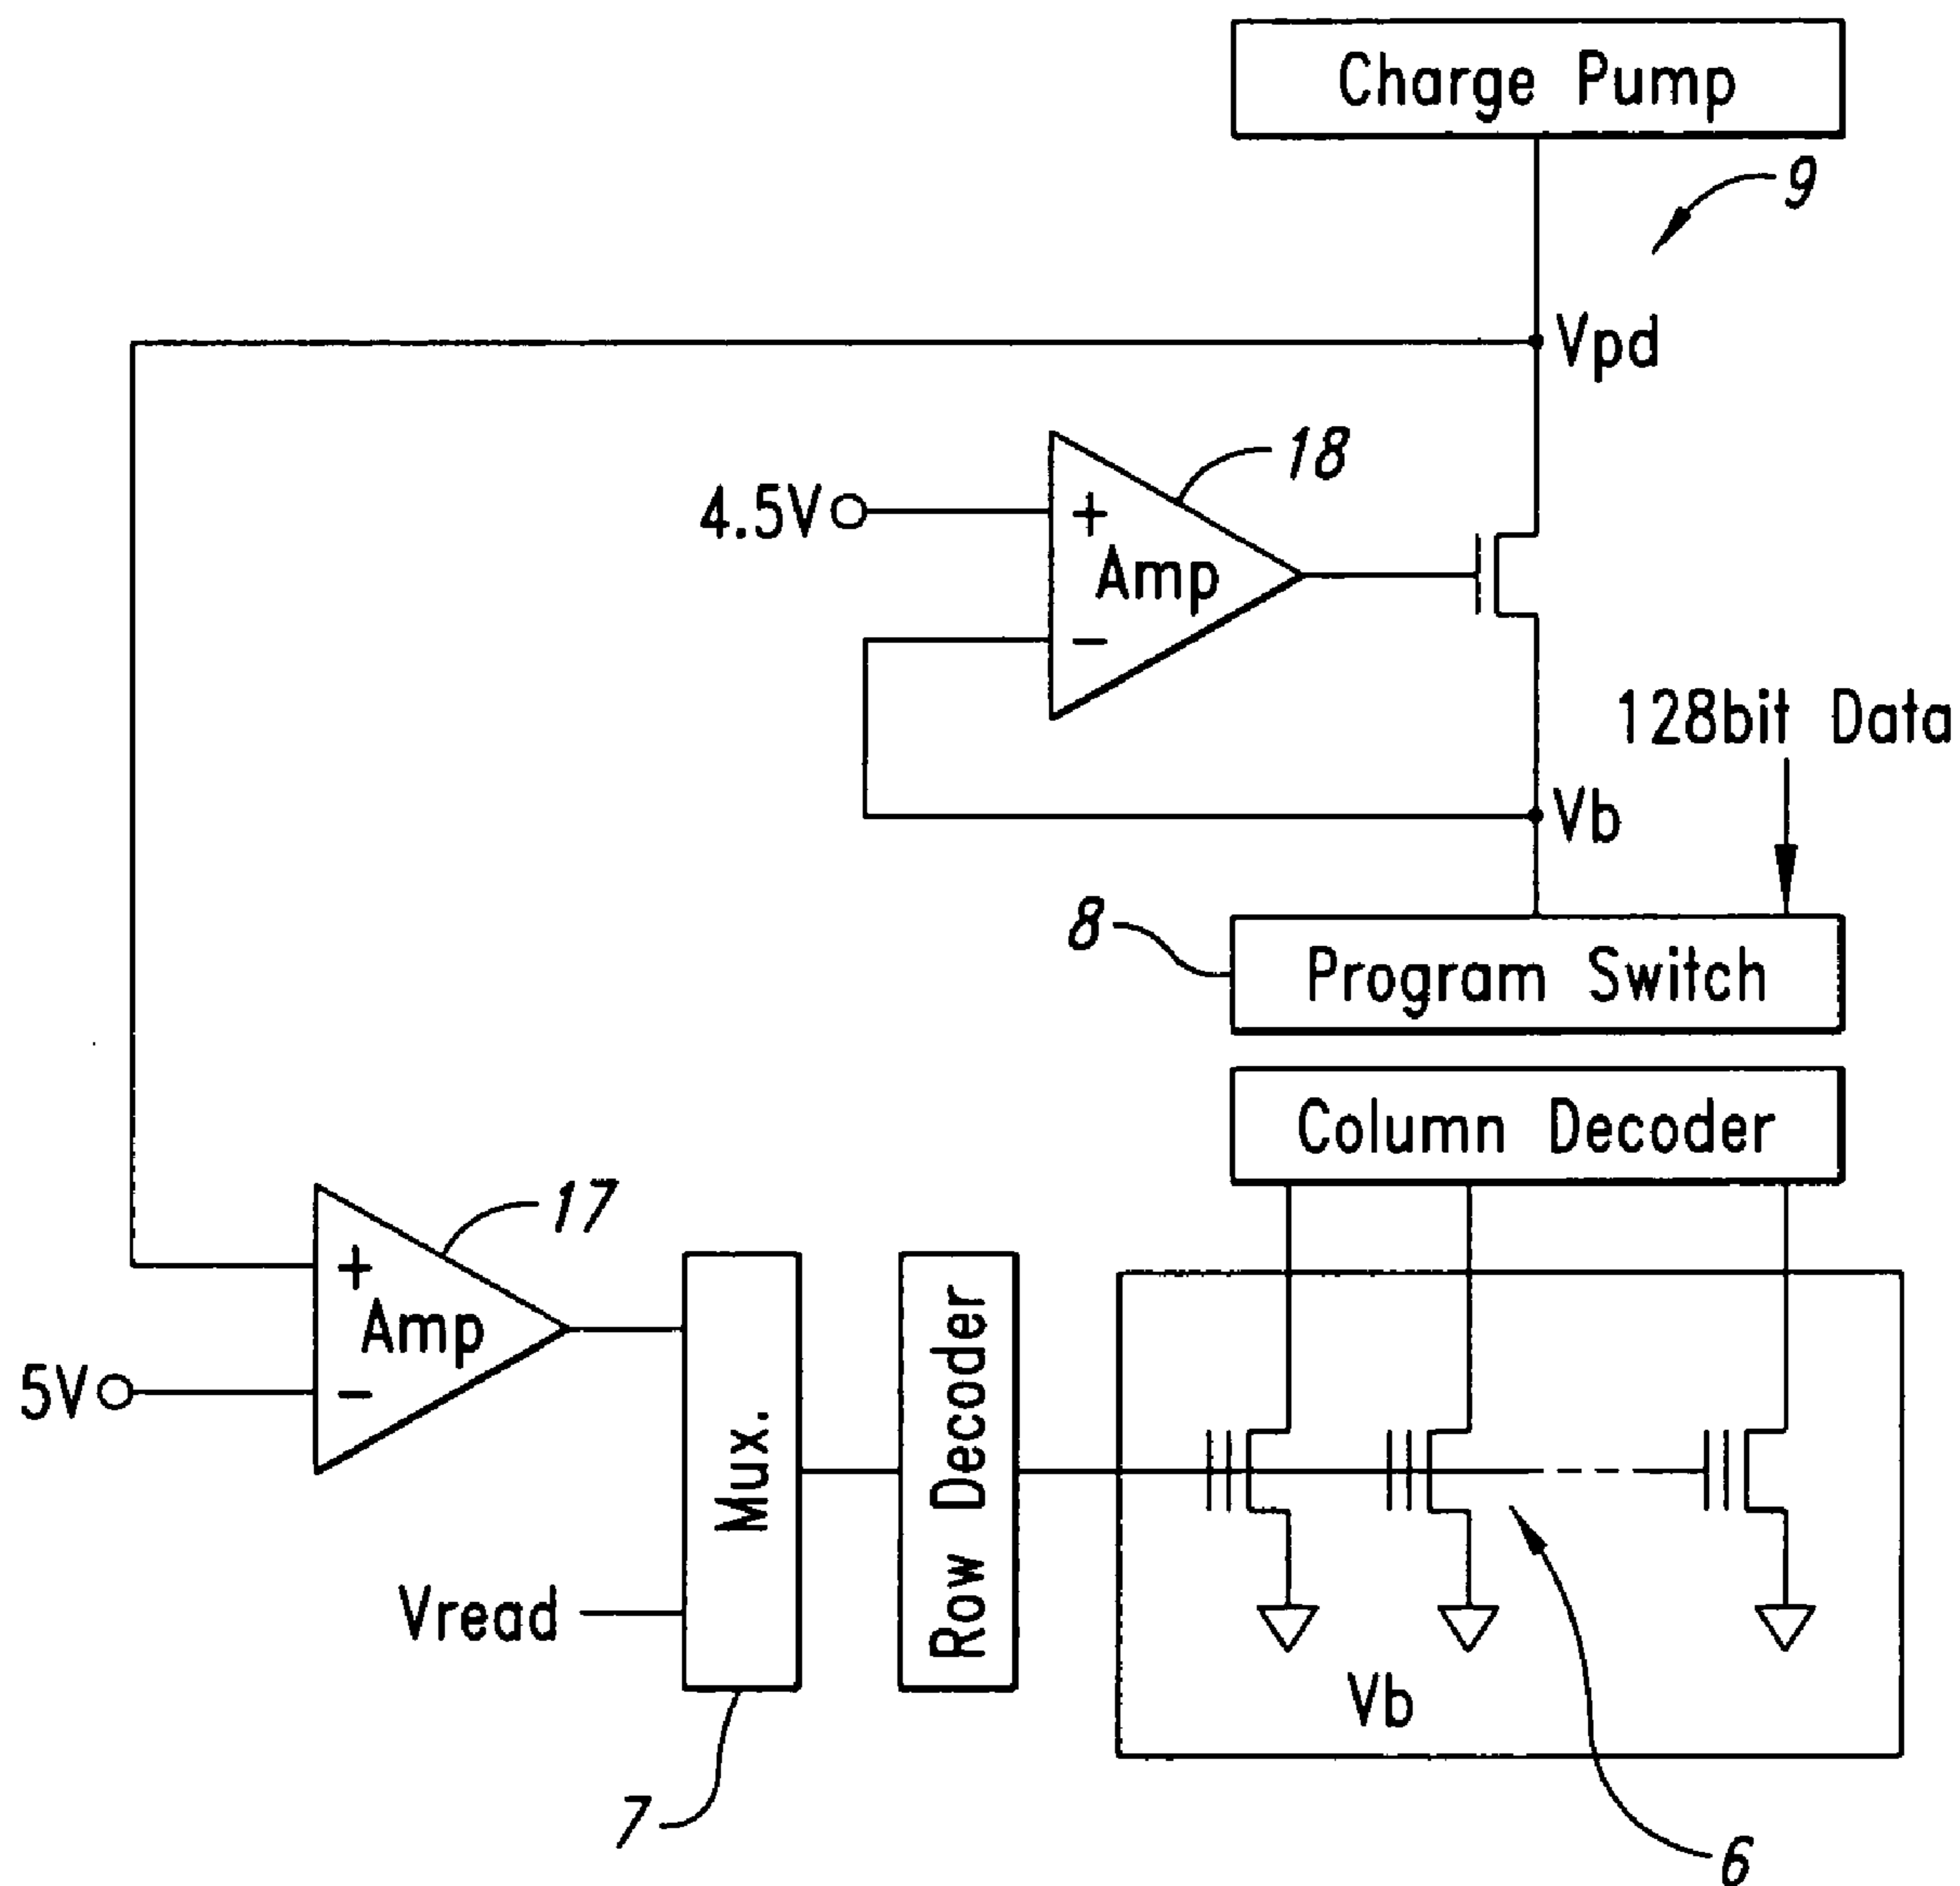 Charge Pump
9
Vpd
18
4.5V
+
Amp
−
128bit Data
Vb
8
Program Switch
Column Decoder
17
+
Amp
5V
−
Mux.
Row Decoder
Vread
Vb
7
6